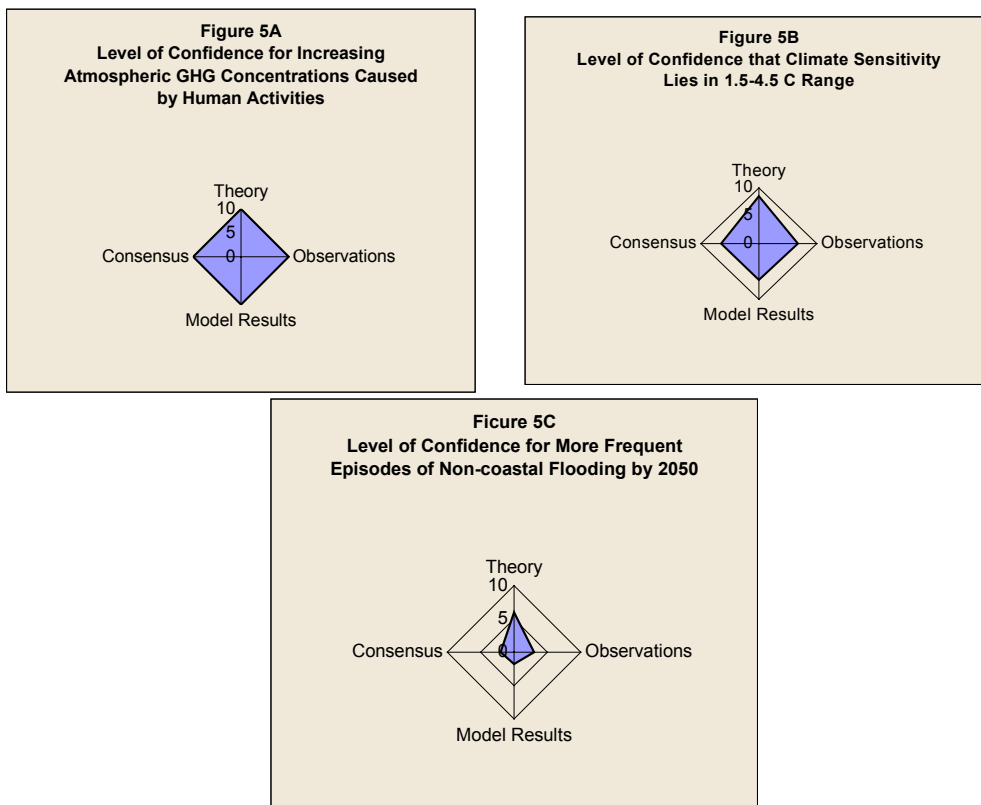 Figure 5A
Level of Confidence for Increasing
Atmospheric GHG Concentrations Caused
by Human Activities
Theory
10
5
Consensus 0 Observations
Model Results
Figure 5B
Level of Confidence that Climate Sensitivity
Lies in 1.5-4.5 C Range
Theory
10
5
Consensus 0 Observations
Model Results
Ficure 5C
Level of Confidence for More Frequent
Episodes of Non-coastal Flooding by 2050
Theory
10
5
Consensus 0 Observations
Model Results